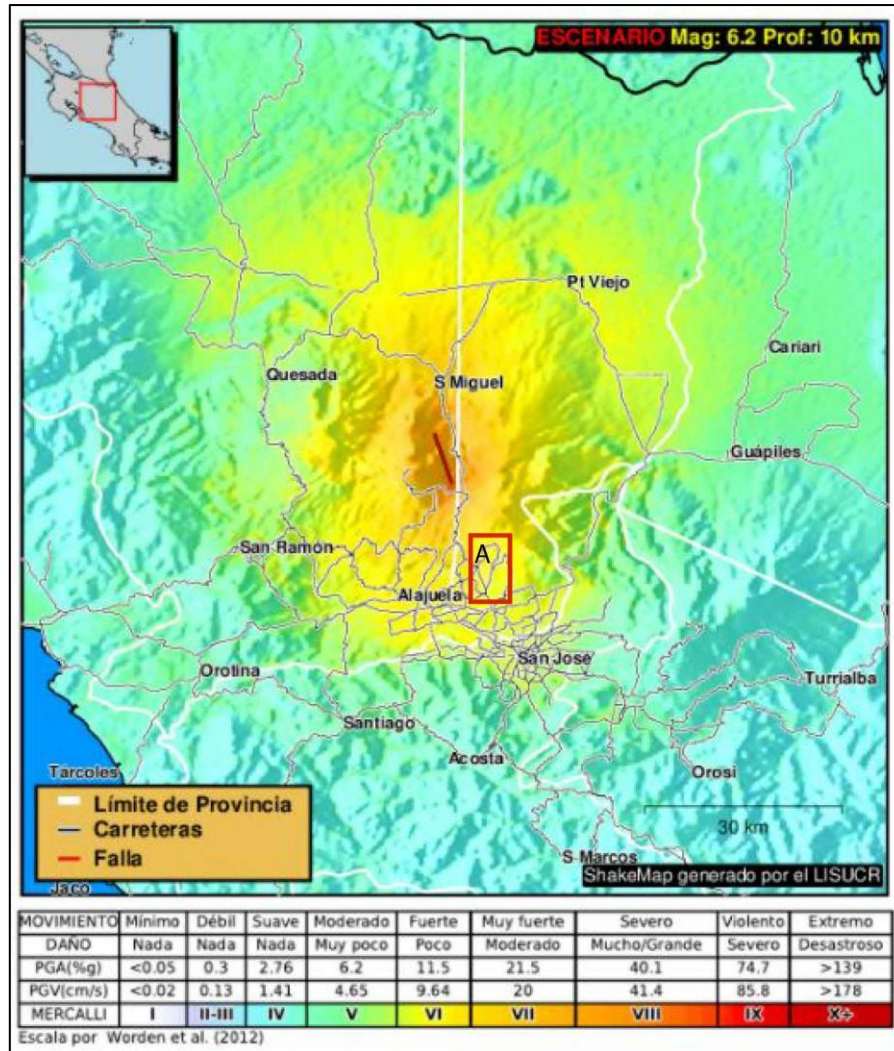 ESCENARIO Mag: 6.2 Prof: 10 km
Pt Viejo
Cariari
Quesada
S Miguel
Guápiles
San Ramón
A
Alajuela
San José
Orotina
Turrialba
Santiago
Acosta
Orosi
Tárcoles
Límite de Provincia
Carreteras
Falla
30 km
S Marcos
ShakeMap generado por el LISUCR
Jacó
MOVIMIENTO Mínimo Débil Suave Moderado Fuerte Muy fuerte Severo Violento Extremo
DAÑO Nada Nada Nada Muy poco Poco Moderado Mucho/Grande Severo Desastroso
PGA(%g) <0.05 0.3 2.76 6.2 11.5 21.5 40.1 74.7 >139
PGV(cm/s) <0.02 0.13 1.41 4.65 9.64 20 41.4 85.8 >178
MERCALLI I II-III IV V VI VII VIII IX X+
Escala por Worden et al. (2012)